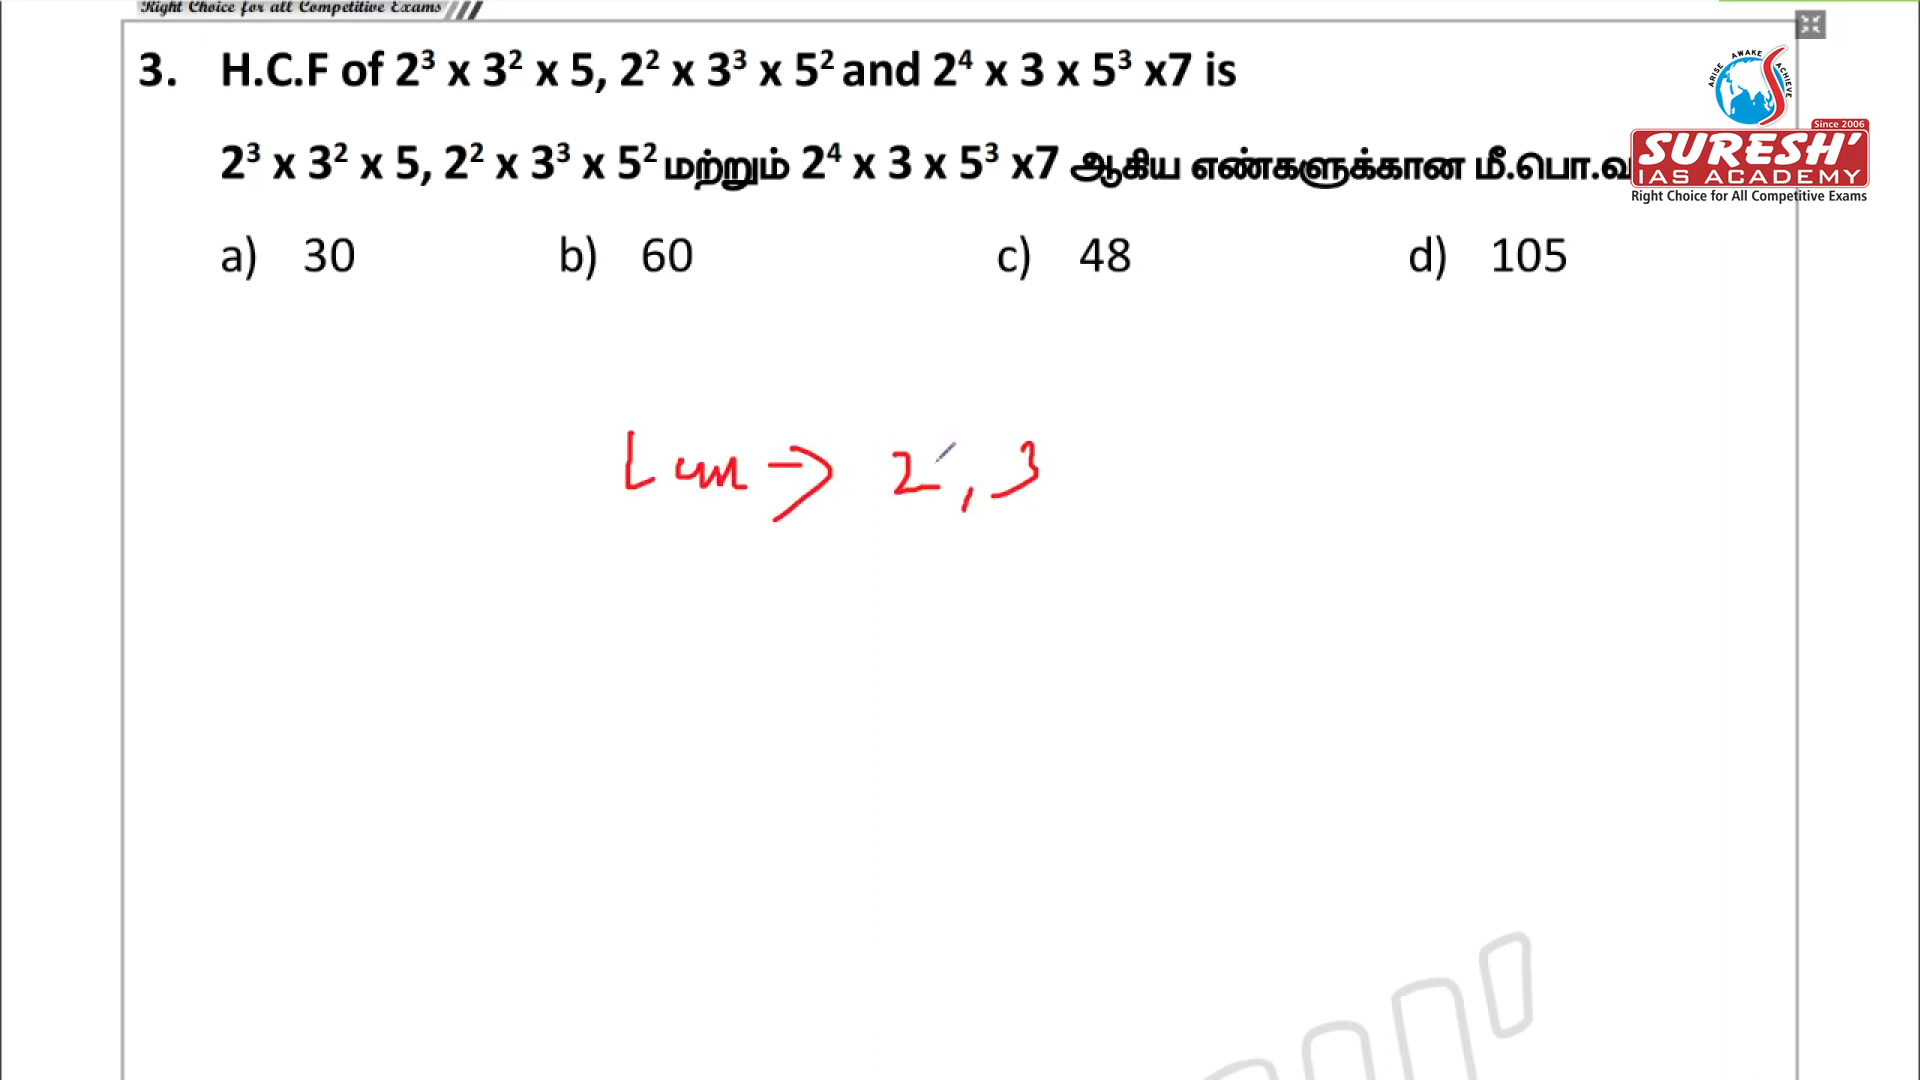 Right Choice for all Competitive Exams
3. H.C.F of 2³ x 3² x 5, 2² x 3³ x 5² and 2⁴ x 3 x 5³ x7 is
2³ x 3² x 5, 2² x 3³ x 5² மற்றும் 2⁴ x 3 x 5³ x7 ஆகிய எண்களுக்கான மீ.பொ.வ
a) 30 b) 60 c) 48 d) 105
Lcm → 2, 3
ARISE AWAKE ACHIEVE
Since 2006
SURESH'
IAS ACADEMY
Right Choice for All Competitive Exams